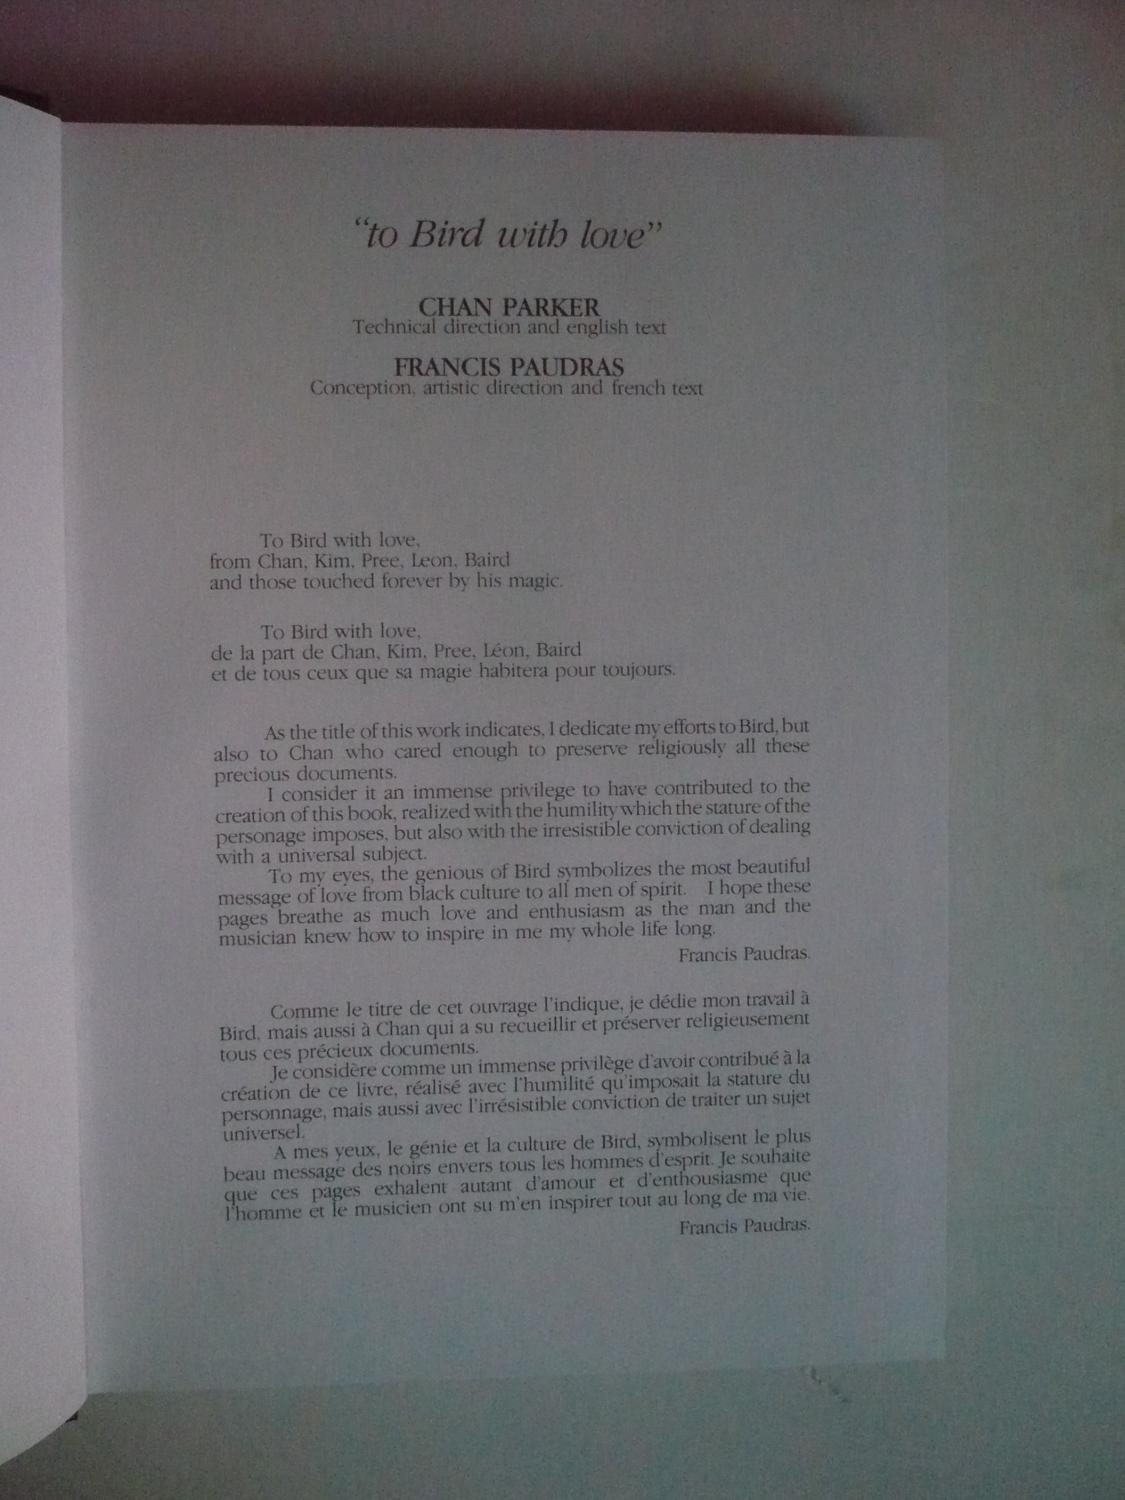 “to Bird with love”
CHAN PARKER
Technical direction and english text
FRANCIS PAUDRAS
Conception, artistic direction and french text
To Bird with love,
from Chan, Kim, Pree, Leon, Baird
and those touched forever by his magic.
To Bird with love,
de la part de Chan, Kim, Pree, Léon, Baird
et de tous ceux que sa magie habitera pour toujours.
As the title of this work indicates, I dedicate my efforts to Bird, but
also to Chan who cared enough to preserve religiously all these
precious documents.
I consider it an immense privilege to have contributed to the
creation of this book, realized with the humility which the stature of the
personage imposes, but also with the irresistible conviction of dealing
with a universal subject.
To my eyes, the genious of Bird symbolizes the most beautiful
message of love from black culture to all men of spirit. I hope these
pages breathe as much love and enthusiasm as the man and the
musician knew how to inspire in me my whole life long.
Francis Paudras.
Comme le titre de cet ouvrage l'indique, je dédie mon travail à
Bird, mais aussi à Chan qui a su recueillir et préserver religieusement
tous ces précieux documents.
Je considère comme un immense privilège d'avoir contribué à la
création de ce livre, réalisé avec l'humilité qu'imposait la stature du
personnage, mais aussi avec l'irrésistible conviction de traiter un sujet
universel.
A mes yeux, le génie et la culture de Bird, symbolisent le plus
beau message des noirs envers tous les hommes d'esprit. Je souhaite
que ces pages exhalent autant d'amour et d'enthousiasme que
l'homme et le musicien ont su m'en inspirer tout au long de ma vie.
Francis Paudras.